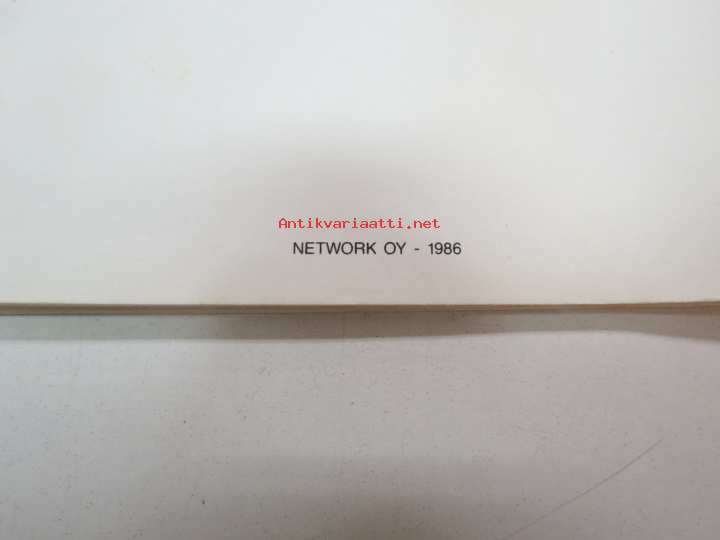 Antikvariaatti.net
NETWORK OY - 1986